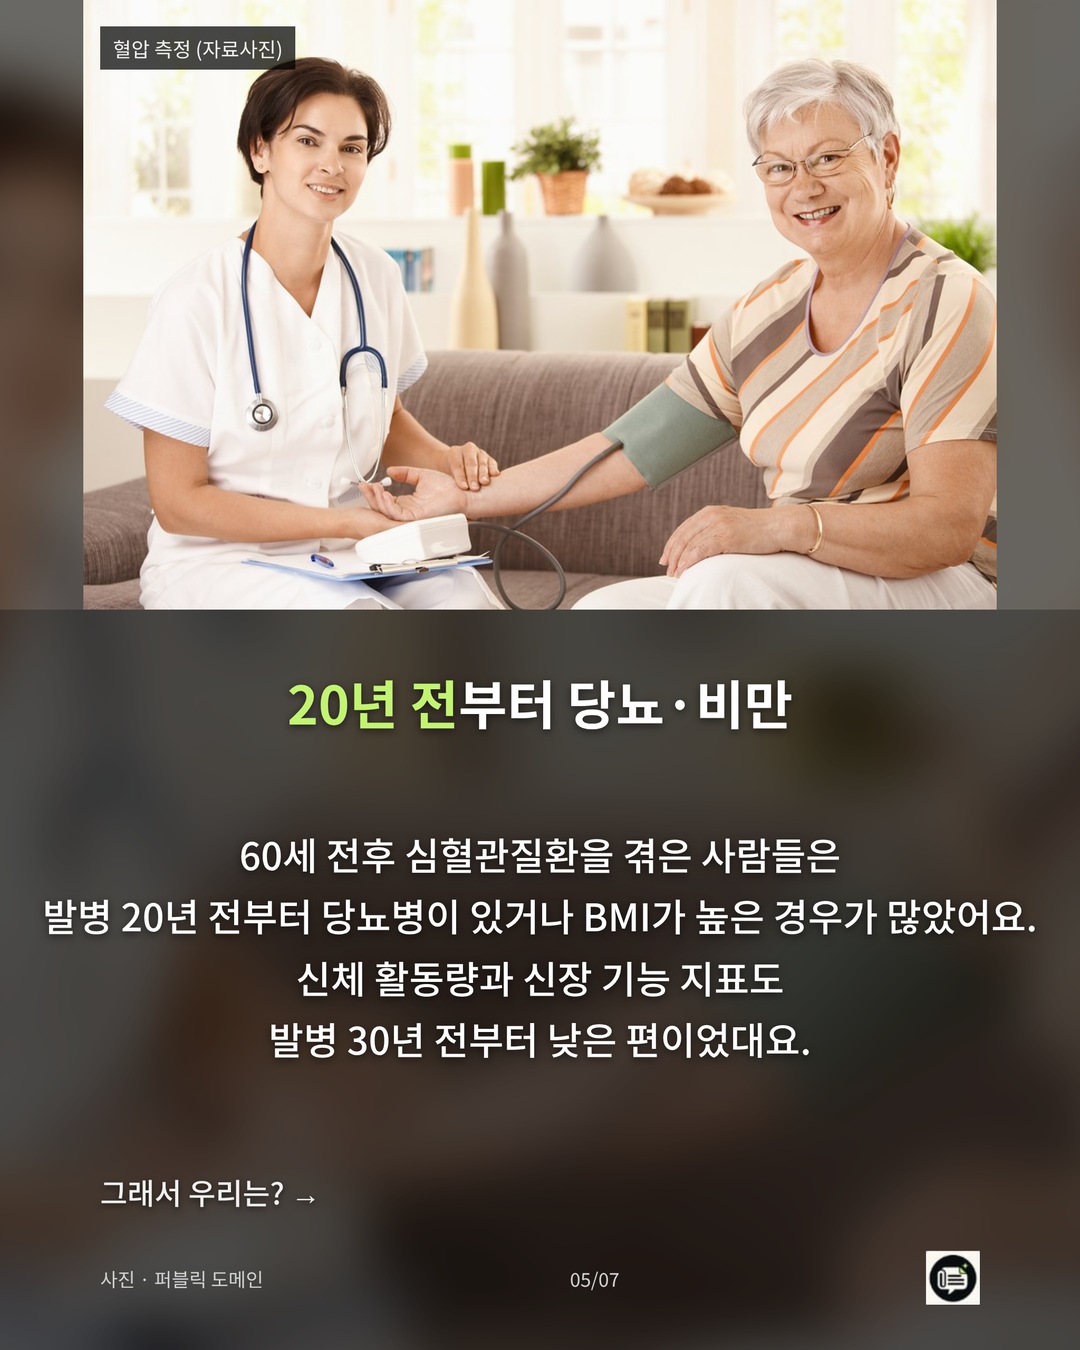 혈압 측정 (자료사진)
20년 전부터 당뇨·비만
60세 전후 심혈관질환을 겪은 사람들은
발병 20년 전부터 당뇨병이 있거나 BMI가 높은 경우가 많았어요.
신체 활동량과 신장 기능 지표도
발병 30년 전부터 낮은 편이었대요.
그래서 우리는? →
사진 · 퍼블릭 도메인
05/07